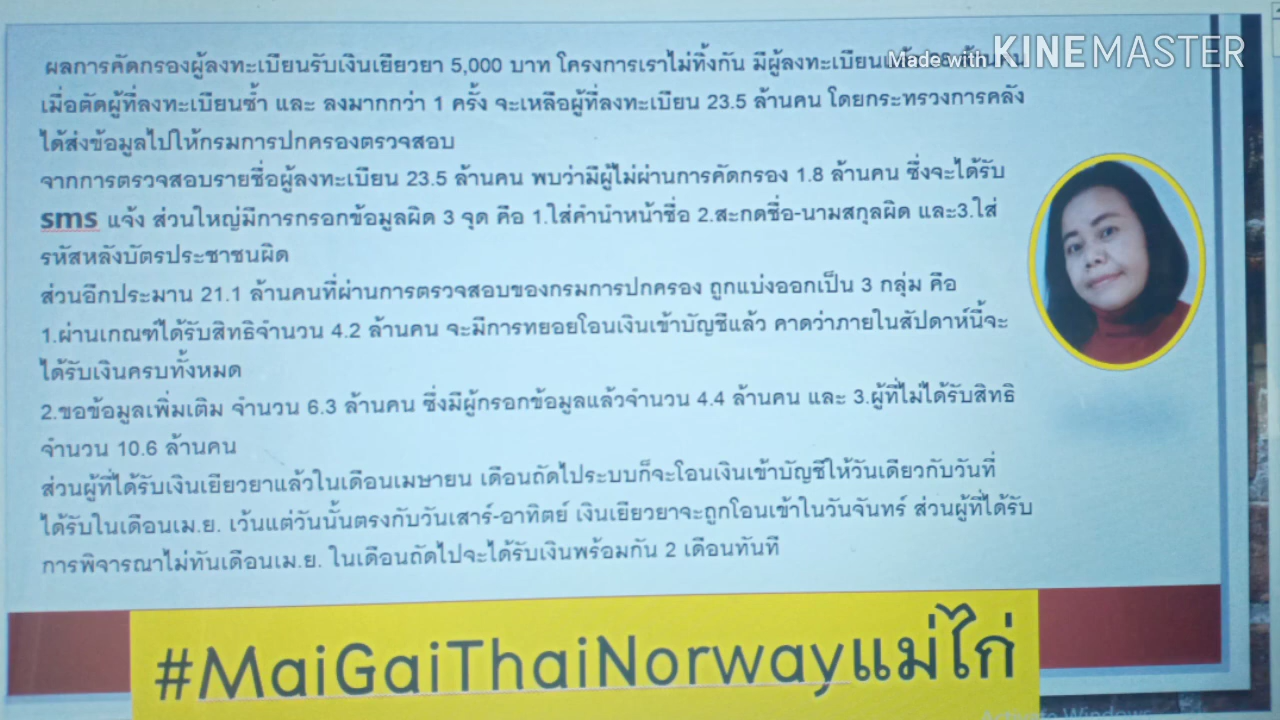 ผลการคัดกรองผู้ลงทะเบียนรับเงินเยียวยา 5,000 บาท โครงการเราไม่ทิ้งกัน มีผู้ลงทะเบียน
Made with KINEMASTER
เมื่อตัดผู้ที่ลงทะเบียนซ้ำ และ ลงมากกว่า 1 ครั้ง จะเหลือผู้ที่ลงทะเบียน 23.5 ล้านคน โดยกระทรวงการคลัง
ได้ส่งข้อมูลไปให้กรมการปกครองตรวจสอบ
จากการตรวจสอบรายชื่อผู้ลงทะเบียน 23.5 ล้านคน พบว่ามีผู้ไม่ผ่านการคัดกรอง 1.8 ล้านคน ซึ่งจะได้รับ
sms แจ้ง ส่วนใหญ่มีการกรอกข้อมูลผิด 3 จุด คือ 1.ใส่คำนำหน้าชื่อ 2.สะกดชื่อ-นามสกุลผิด และ3.ใส่
รหัสหลังบัตรประชาชนผิด
ส่วนอีกประมาน 21.1 ล้านคนที่ผ่านการตรวจสอบของกรมการปกครอง ถูกแบ่งออกเป็น 3 กลุ่ม คือ
1.ผ่านเกณฑ์ได้รับสิทธิจำนวน 4.2 ล้านคน จะมีการทยอยโอนเงินเข้าบัญชีแล้ว คาดว่าภายในสัปดาห์นี้จะ
ได้รับเงินครบทั้งหมด
2.ขอข้อมูลเพิ่มเติม จำนวน 6.3 ล้านคน ซึ่งมีผู้กรอกข้อมูลแล้วจำนวน 4.4 ล้านคน และ 3.ผู้ที่ไม่ได้รับสิทธิ
จำนวน 10.6 ล้านคน
ส่วนผู้ที่ได้รับเงินเยียวยาแล้วในเดือนเมษายน เดือนถัดไประบบก็จะโอนเงินเข้าบัญชีให้วันเดียวกับวันที่
ได้รับในเดือนเม.ย. เว้นแต่วันนั้นตรงกับวันเสาร์-อาทิตย์ เงินเยียวยาจะถูกโอนเข้าในวันจันทร์ ส่วนผู้ที่ได้รับ
การพิจารณาไม่ทันเดือนเม.ย. ในเดือนถัดไปจะได้รับเงินพร้อมกัน 2 เดือนทันที
#MaiGaiThaiNorwayแม่ไก่